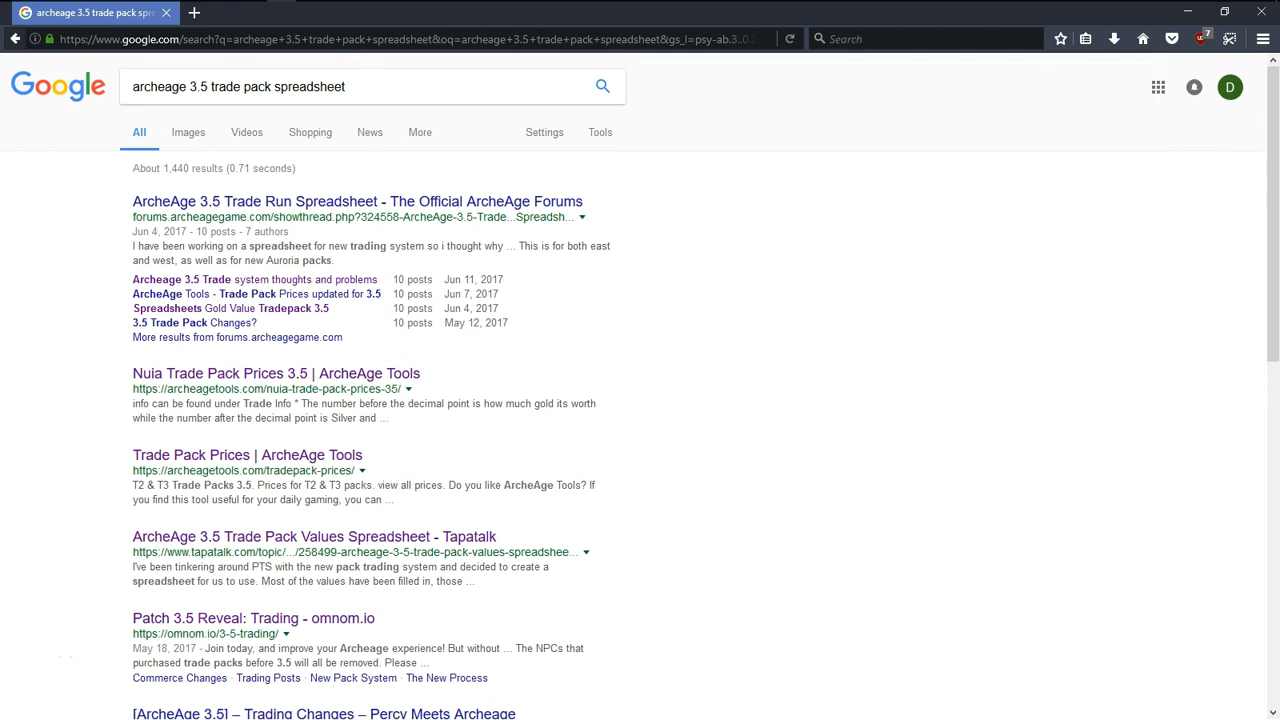 archeage 3.5 trade pack spre
https://www.google.com/search?q=archeage+3.5+trade+pack+spreadsheet&oq=archeage+3.5+trade+pack+spreadsheet&gs_l=psy-ab.3..0.2
Search
7
Google
archeage 3.5 trade pack spreadsheet
D
All Images Videos Shopping News More Settings Tools
About 1,440 results (0.71 seconds)
ArcheAge 3.5 Trade Run Spreadsheet - The Official ArcheAge Forums
forums.archeagegame.com/showthread.php?324558-ArcheAge-3.5-Trade...Spreadsh...
Jun 4, 2017 - 10 posts - 7 authors
I have been working on a spreadsheet for new trading system so i thought why ... This is for both east
and west, as well as for new Auroria packs.
Archeage 3.5 Trade system thoughts and problems 10 posts Jun 11, 2017
ArcheAge Tools - Trade Pack Prices updated for 3.5 10 posts Jun 7, 2017
Spreadsheets Gold Value Tradepack 3.5 10 posts Jun 4, 2017
3.5 Trade Pack Changes? 10 posts May 12, 2017
More results from forums.archeagegame.com
Nuia Trade Pack Prices 3.5 | ArcheAge Tools
https://archeagetools.com/nuia-trade-pack-prices-35/
info can be found under Trade Info * The number before the decimal point is how much gold its worth
while the number after the decimal point is Silver and ...
Trade Pack Prices | ArcheAge Tools
https://archeagetools.com/tradepack-prices/
T2 & T3 Trade Packs 3.5. Prices for T2 & T3 packs. view all prices. Do you like ArcheAge Tools? If
you find this tool useful for your daily gaming, you can ...
ArcheAge 3.5 Trade Pack Values Spreadsheet - Tapatalk
https://www.tapatalk.com/topic/.../258499-archeage-3-5-trade-pack-values-spreadshee...
I've been tinkering around PTS with the new pack trading system and decided to create a
spreadsheet for us to use. Most of the values have been filled in, those ...
Patch 3.5 Reveal: Trading - omnom.io
https://omnom.io/3-5-trading/
May 18, 2017 - Join today, and improve your Archeage experience! But without ... The NPCs that
purchased trade packs before 3.5 will all be removed. Please ...
Commerce Changes · Trading Posts · New Pack System · The New Process
[ArcheAge 3.5] – Trading Changes – Percy Meets Archeage